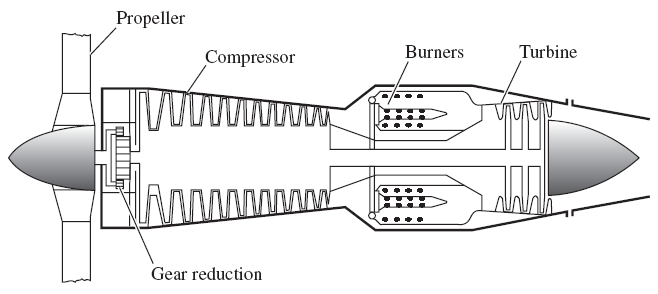 Propeller
Compressor
Burners
Turbine
Gear reduction